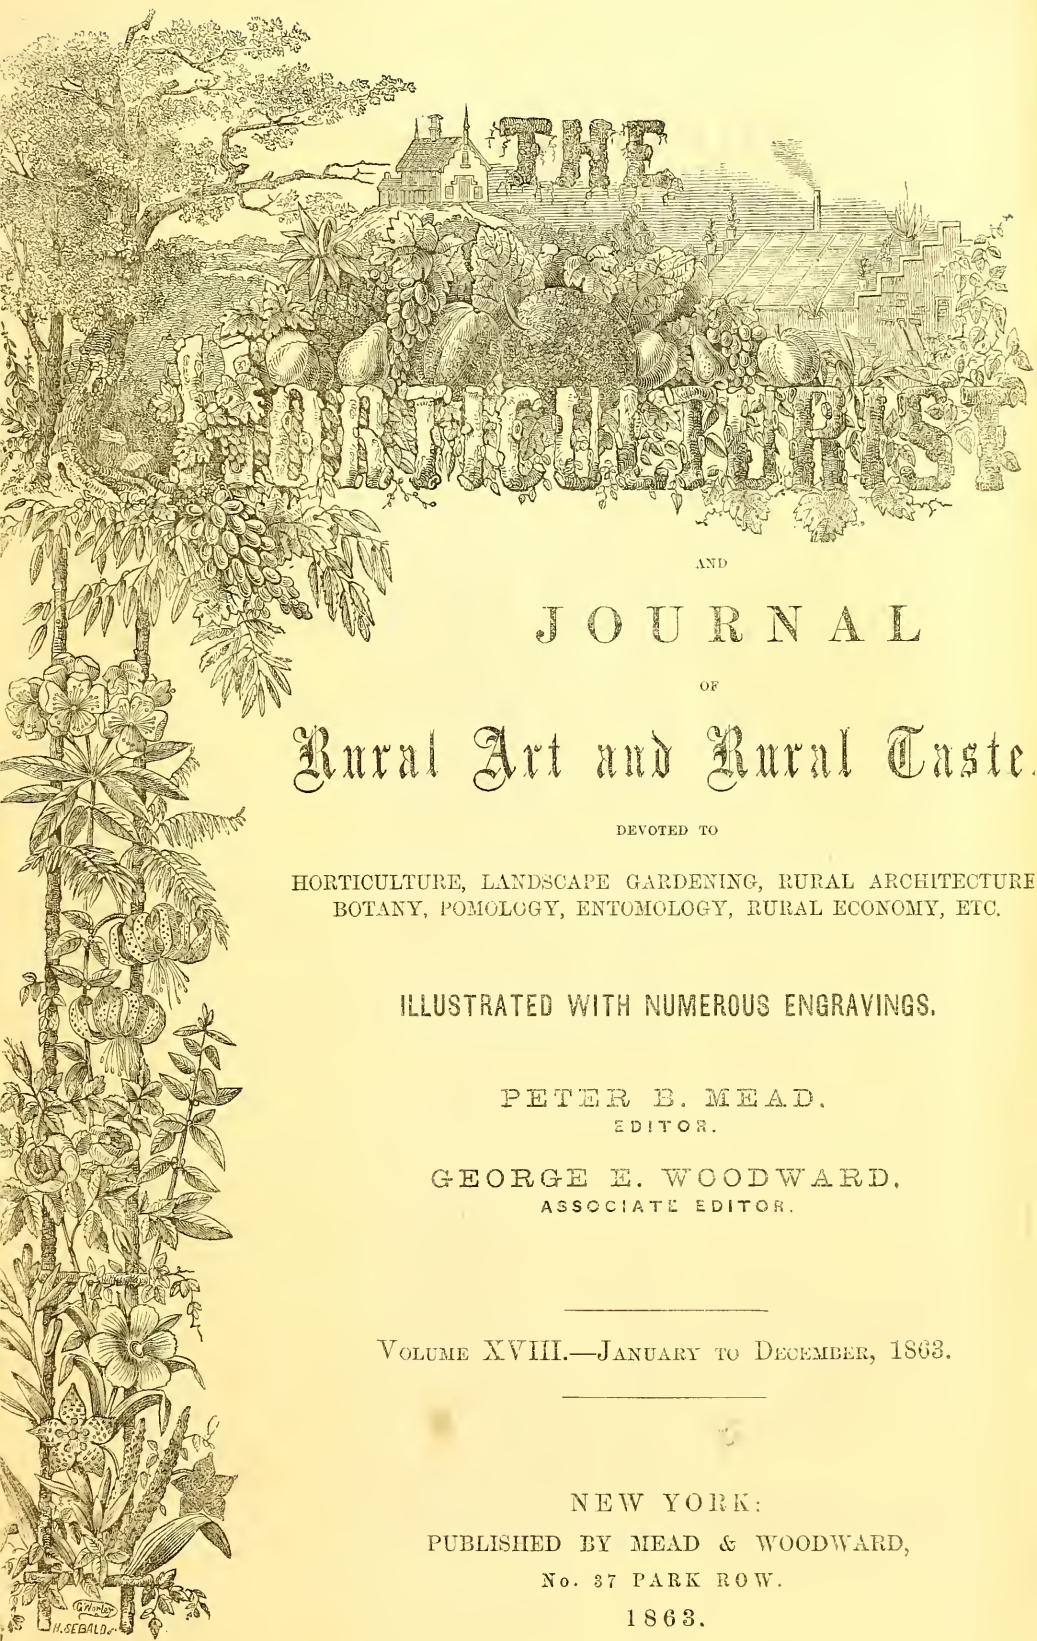 THE
HORTICULTURIST
AND
JOURNAL
OF
Rural Art and Rural Taste.
DEVOTED TO
HORTICULTURE, LANDSCAPE GARDENING, RURAL ARCHITECTURE
BOTANY, POMOLOGY, ENTOMOLOGY, RURAL ECONOMY, ETC.
ILLUSTRATED WITH NUMEROUS ENGRAVINGS.
PETER B. MEAD,
EDITOR.
GEORGE E. WOODWARD,
ASSOCIATE EDITOR.
VOLUME XVIII.—JANUARY TO DECEMBER, 1863.
NEW YORK:
PUBLISHED BY MEAD & WOODWARD,
No. 37 PARK ROW.
1863.
H. SEBALD